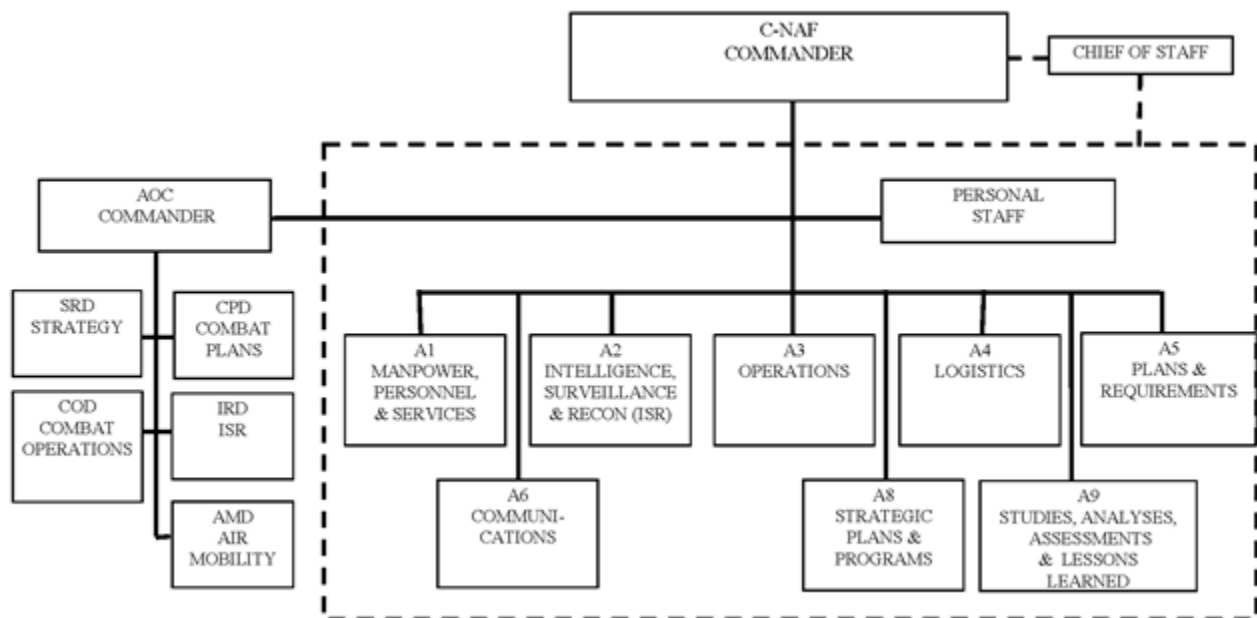 C-NAF
COMMANDER
CHIEF OF STAFF
AOC
COMMANDER
PERSONAL
STAFF
SRD
STRATEGY
CPD
COMBAT
PLANS
COD
COMBAT
OPERATIONS
IRD
ISR
AMD
AIR
MOBILITY
A1
MANPOWER,
PERSONNEL
& SERVICES
A2
INTELLIGENCE,
SURVEILLANCE
& RECON (ISR)
A3
OPERATIONS
A4
LOGISTICS
A5
PLANS &
REQUIREMENTS
A6
COMMUNI-
CATIONS
A8
STRATEGIC
PLANS &
PROGRAMS
A9
STUDIES, ANALYSES,
ASSESSMENTS
& LESSONS
LEARNED